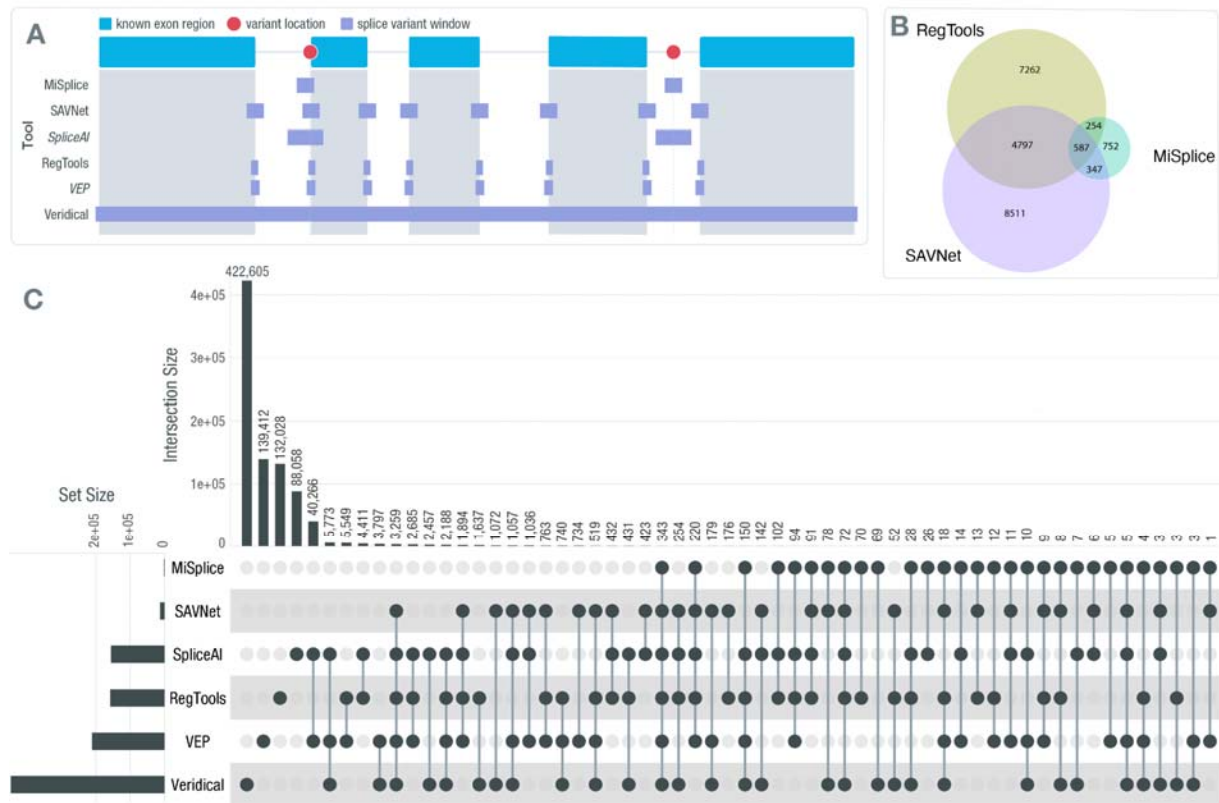 A
known exon region variant location splice variant window
MiSplice
SAVNet
SpliceAI
RegTools
VEP
Veridical
Tool
B
RegTools
7262
254
4797
587
752
347
MiSplice
8511
SAVNet
C
422,605
4e+05
3e+05
2e+05
1e+05
0
Intersection Size
139,412
132,028
88,058
40,266
5,773
5,549
4,411
3,797
3,259
2,685
2,457
2,188
1,894
1,637
1,072
1,057
1,036
763
740
734
519
432
431
423
343
254
220
179
176
150
142
102
94
91
78
72
70
69
52
28
26
18
14
13
12
11
10
9
8
7
6
5
5
4
3
3
3
1
Set Size
2e+05
1e+05
0
MiSplice
SAVNet
SpliceAI
RegTools
VEP
Veridical